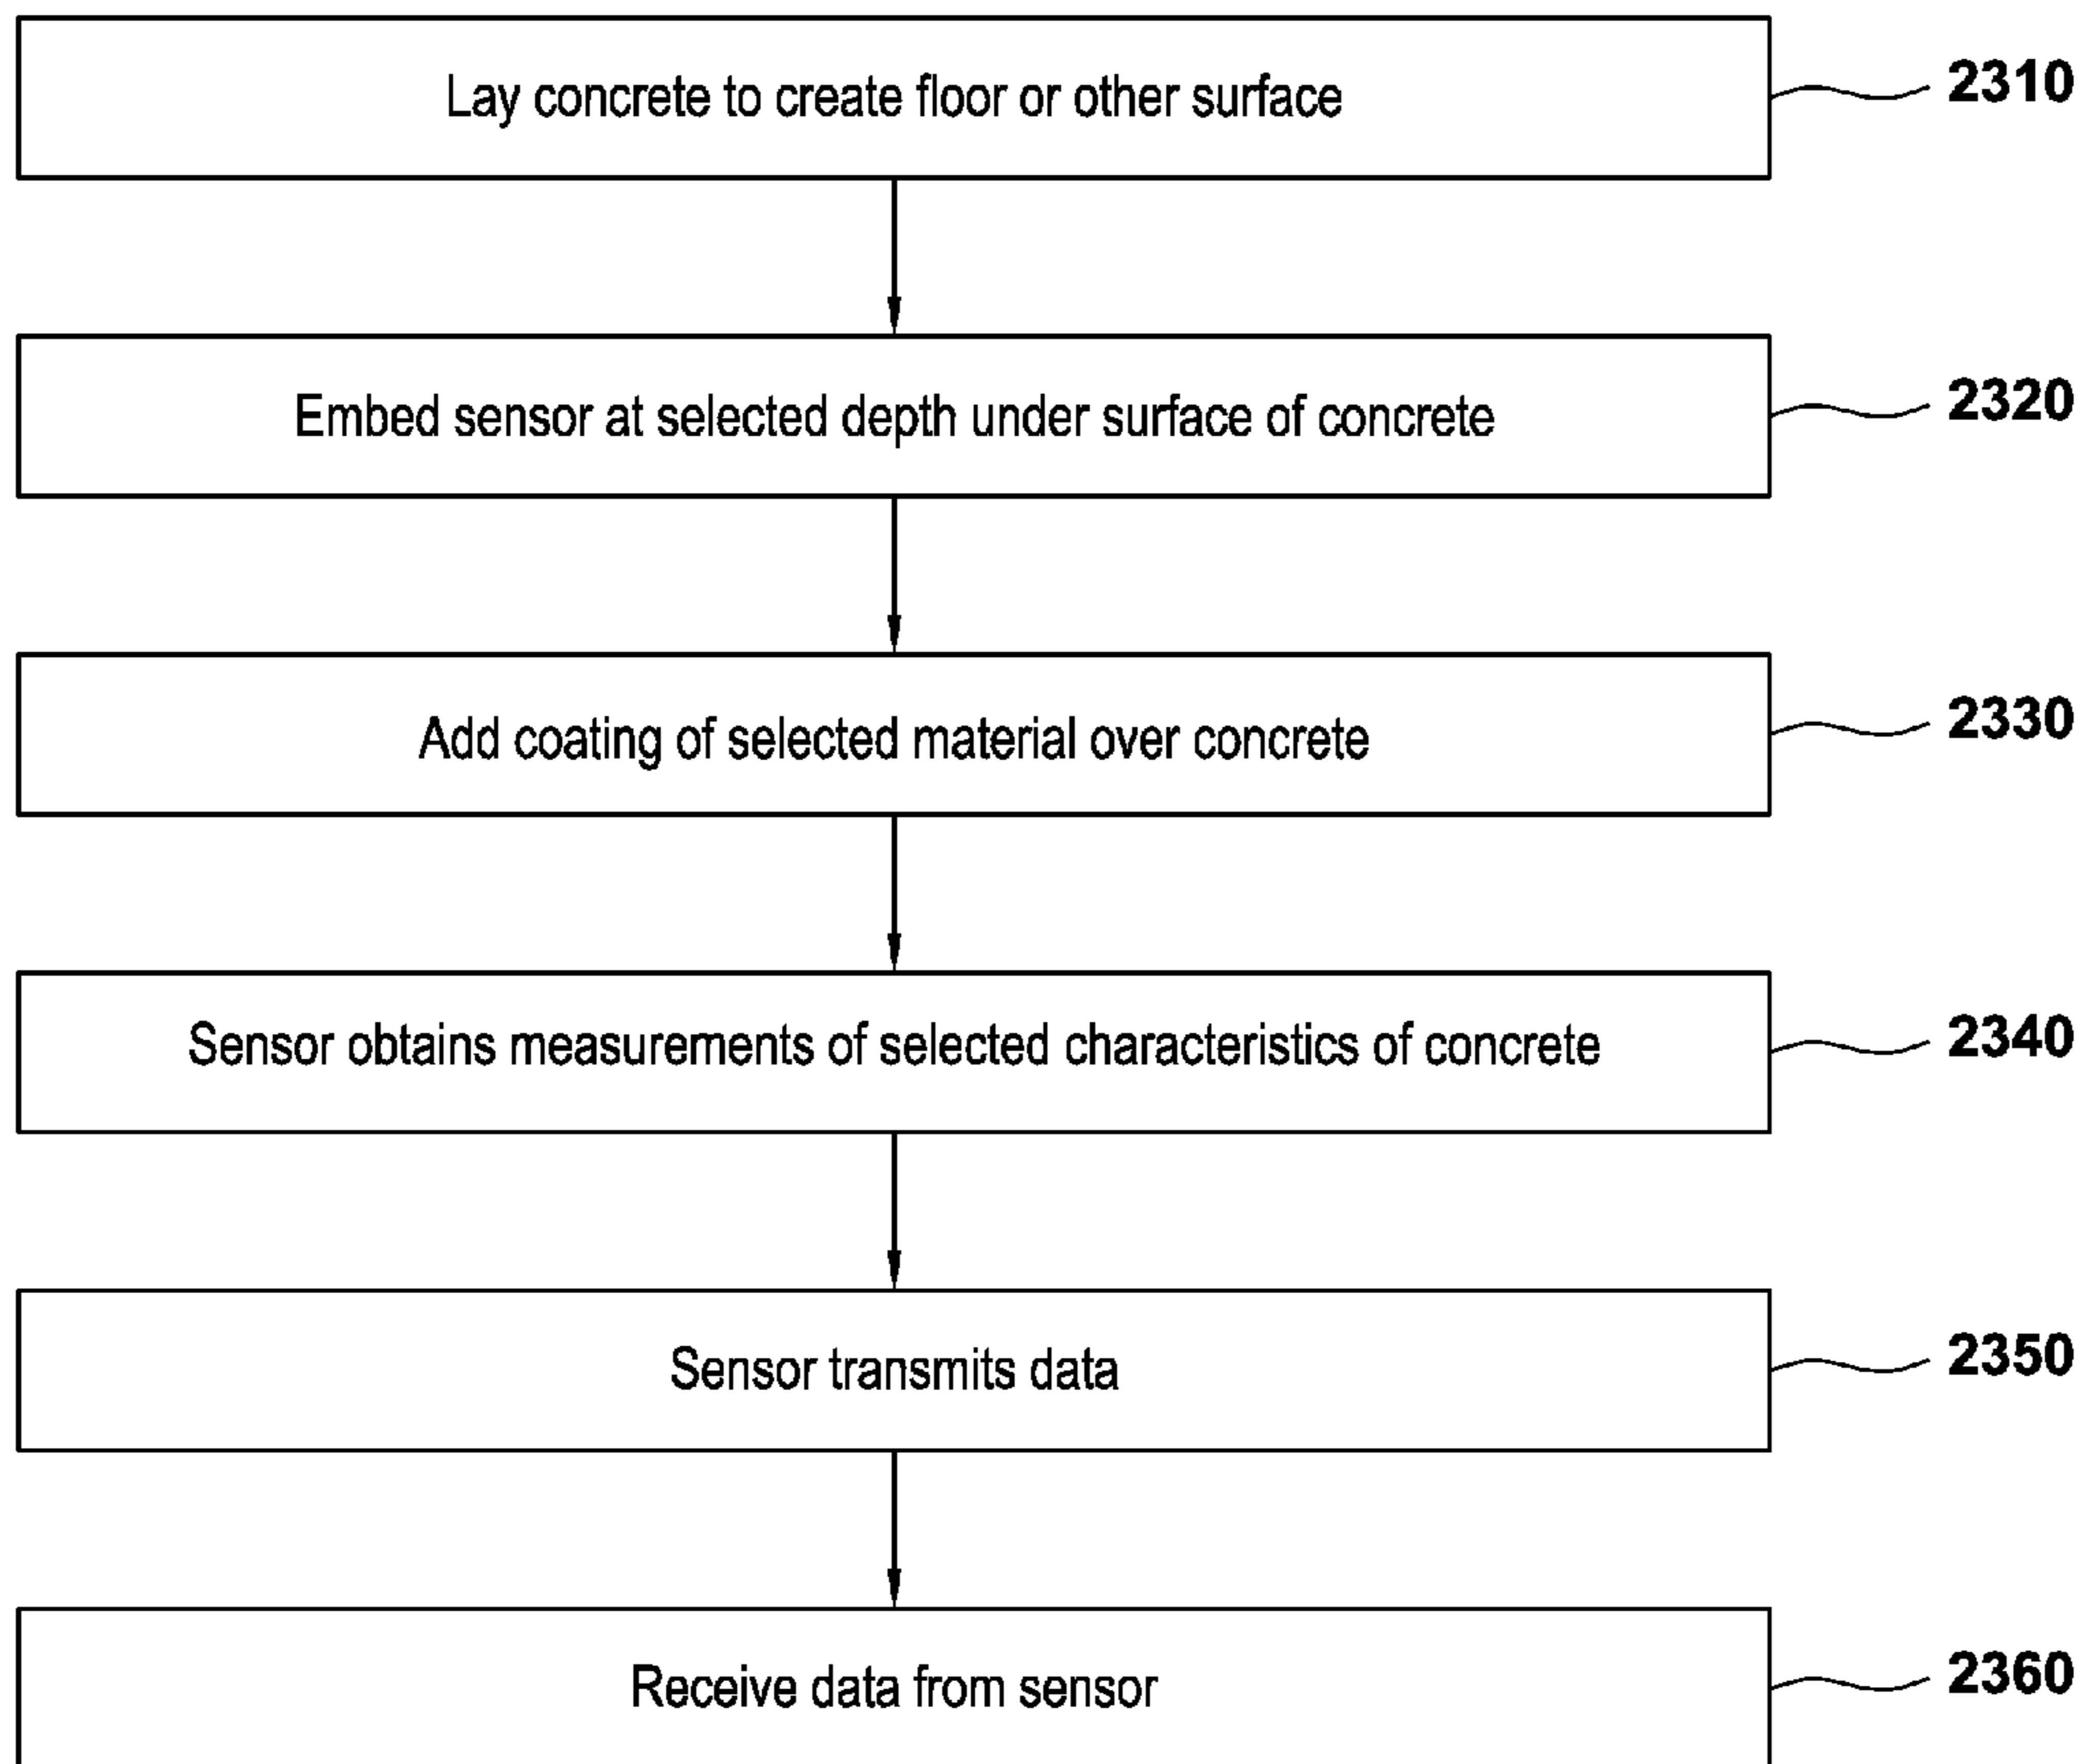 Lay concrete to create floor or other surface
2310
Embed sensor at selected depth under surface of concrete
2320
Add coating of selected material over concrete
2330
Sensor obtains measurements of selected characteristics of concrete
2340
Sensor transmits data
2350
Receive data from sensor
2360